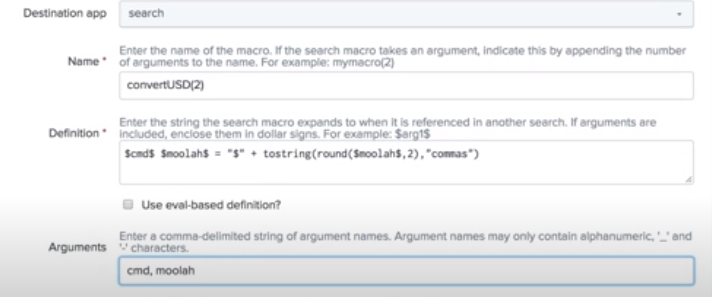 Destination app
search
Enter the name of the macro. If the search macro takes an argument, indicate this by appending the number
Name *
of arguments to the name. For example: mymacro(2)
convertUSD(2)
Enter the string the search macro expands to when it is referenced in another search. If arguments are
Definition *
included, enclose them in dollar signs. For example: $arg1$
$cmd$ $moolah$ = "$" + tostring(round($moolah$,2),"commas")
Use eval-based definition?
Enter a comma-delimited string of argument names. Argument names may only contain alphanumeric, '_' and
Arguments
'-' characters.
cmd, moolah